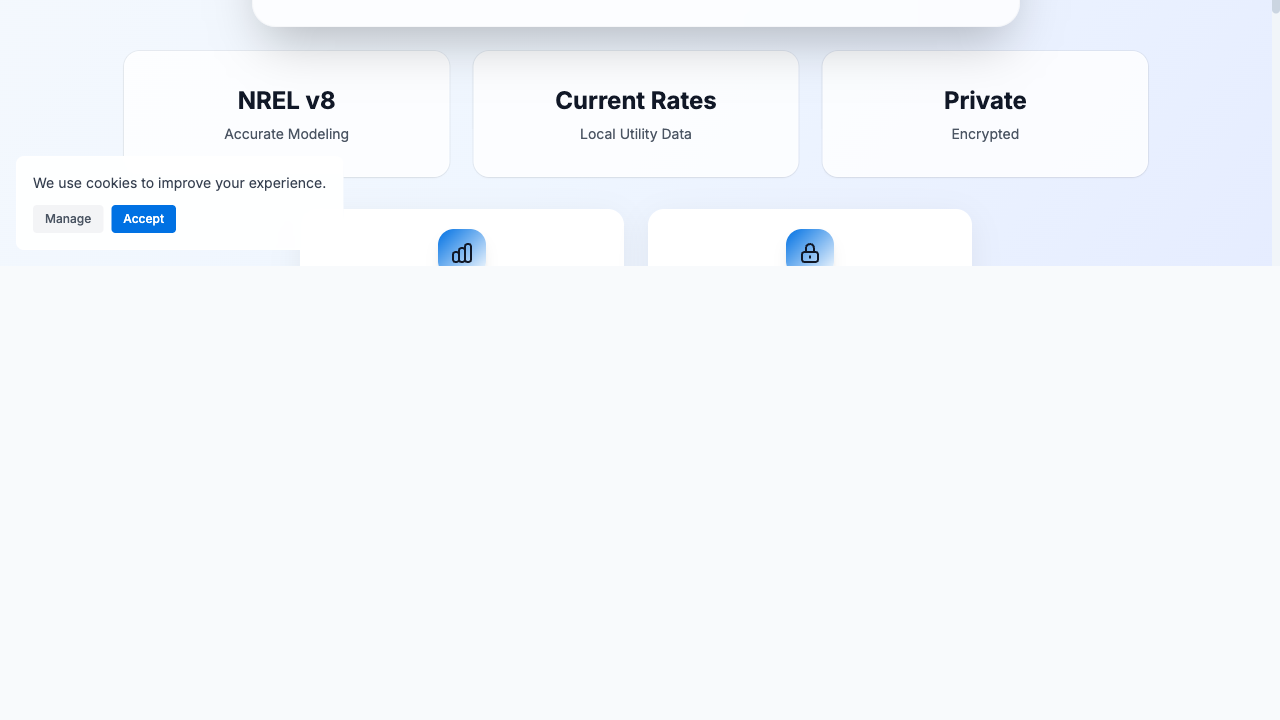 NREL v8
Accurate Modeling
Current Rates
Local Utility Data
Private
Encrypted
We use cookies to improve your experience.
Manage
Accept